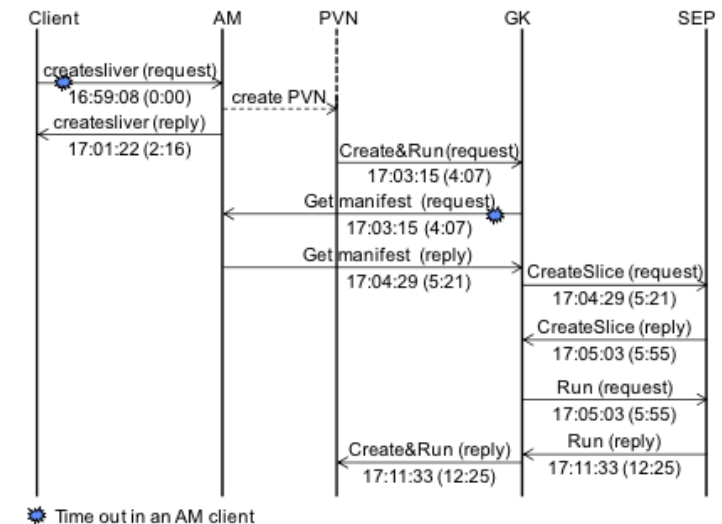 Client AM PVN GK SEP
createsliver (request)
16:59:08 (0:00)
create PVN
createsliver (reply)
17:01:22 (2:16)
Create&Run (request)
17:03:15 (4:07)
Get manifest (request)
17:03:15 (4:07)
Get manifest (reply)
17:04:29 (5:21)
CreateSlice (request)
17:04:29 (5:21)
CreateSlice (reply)
17:05:03 (5:55)
Run (request)
17:05:03 (5:55)
Run (reply)
17:11:33 (12:25)
Create&Run (reply)
17:11:33 (12:25)
Time out in an AM client